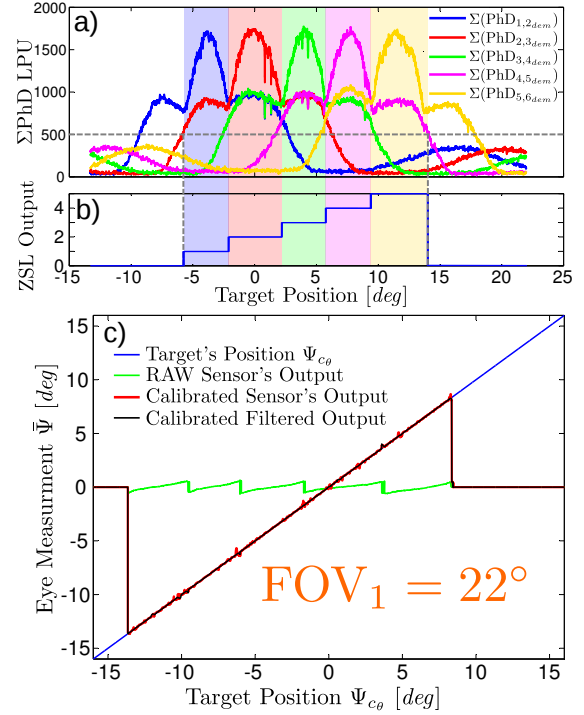 a)
2000
1500
1000
500
0
ΣPhD LPU
Σ(PhD1,2dem)
Σ(PhD2,3dem)
Σ(PhD3,4dem)
Σ(PhD4,5dem)
Σ(PhD5,6dem)
b)
4
2
0
ZSL Output
-15 -10 -5 0 5 10 15 20 25
Target Position [deg]
c)
15
10
5
0
-5
-10
-15
Eye Measurment Ψ̄ [deg]
Target's Position Ψcθ
RAW Sensor's Output
Calibrated Sensor's Output
Calibrated Filtered Output
FOV1 = 22°
-15 -10 -5 0 5 10 15
Target Position Ψcθ [deg]